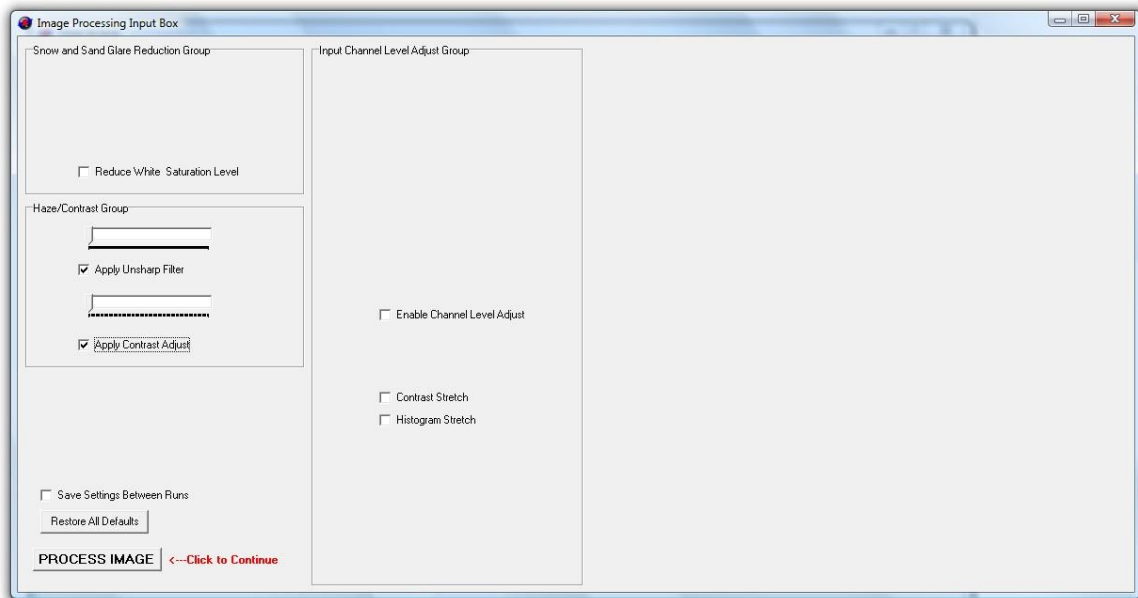 Image Processing Input Box
Snow and Sand Glare Reduction Group
Reduce White Saturation Level
Haze/Contrast Group
Apply Unsharp Filter
Apply Contrast Adjust
Save Settings Between Runs
Restore All Defaults
PROCESS IMAGE <---Click to Continue
Input Channel Level Adjust Group
Enable Channel Level Adjust
Contrast Stretch
Histogram Stretch